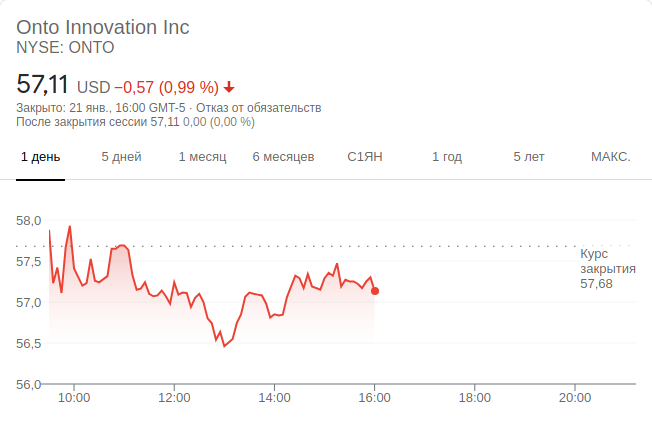 Onto Innovation Inc
NYSE: ONTO
57,11 USD −0,57 (0,99 %)
Закрыто: 21 янв., 16:00 GMT-5 · Отказ от обязательств
После закрытия сессии 57,11 0,00 (0,00 %)
1 день 5 дней 1 месяц 6 месяцев С1ЯН 1 год 5 лет МАКС.
58,0
57,5
57,0
56,5
56,0
Курс
закрытия
57,68
10:00 12:00 14:00 16:00 18:00 20:00